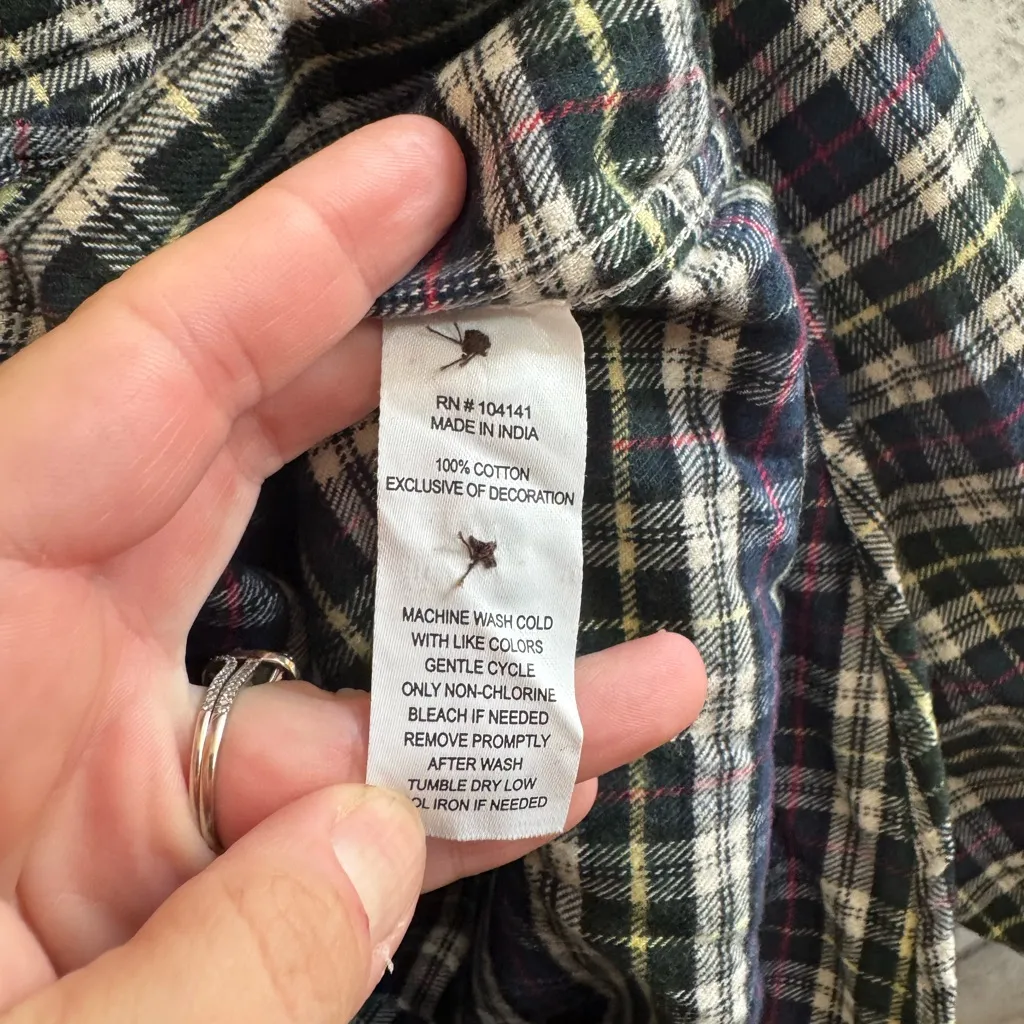 RN # 104141
MADE IN INDIA
100% COTTON
EXCLUSIVE OF DECORATION
MACHINE WASH COLD
WITH LIKE COLORS
GENTLE CYCLE
ONLY NON-CHLORINE
BLEACH IF NEEDED
REMOVE PROMPTLY
AFTER WASH
TUMBLE DRY LOW
IRON IF NEEDED